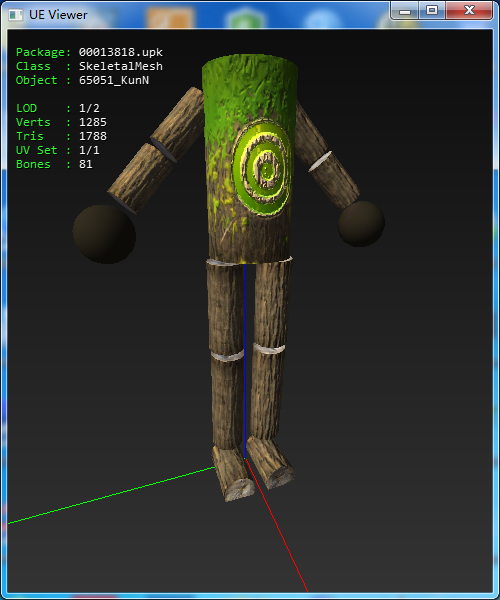 UE Viewer
Package: 00013818.upk
Class : SkeletalMesh
Object : 65051_KunN
LOD : 1/2
Verts : 1285
Tris : 1788
UV Set : 1/1
Bones : 81